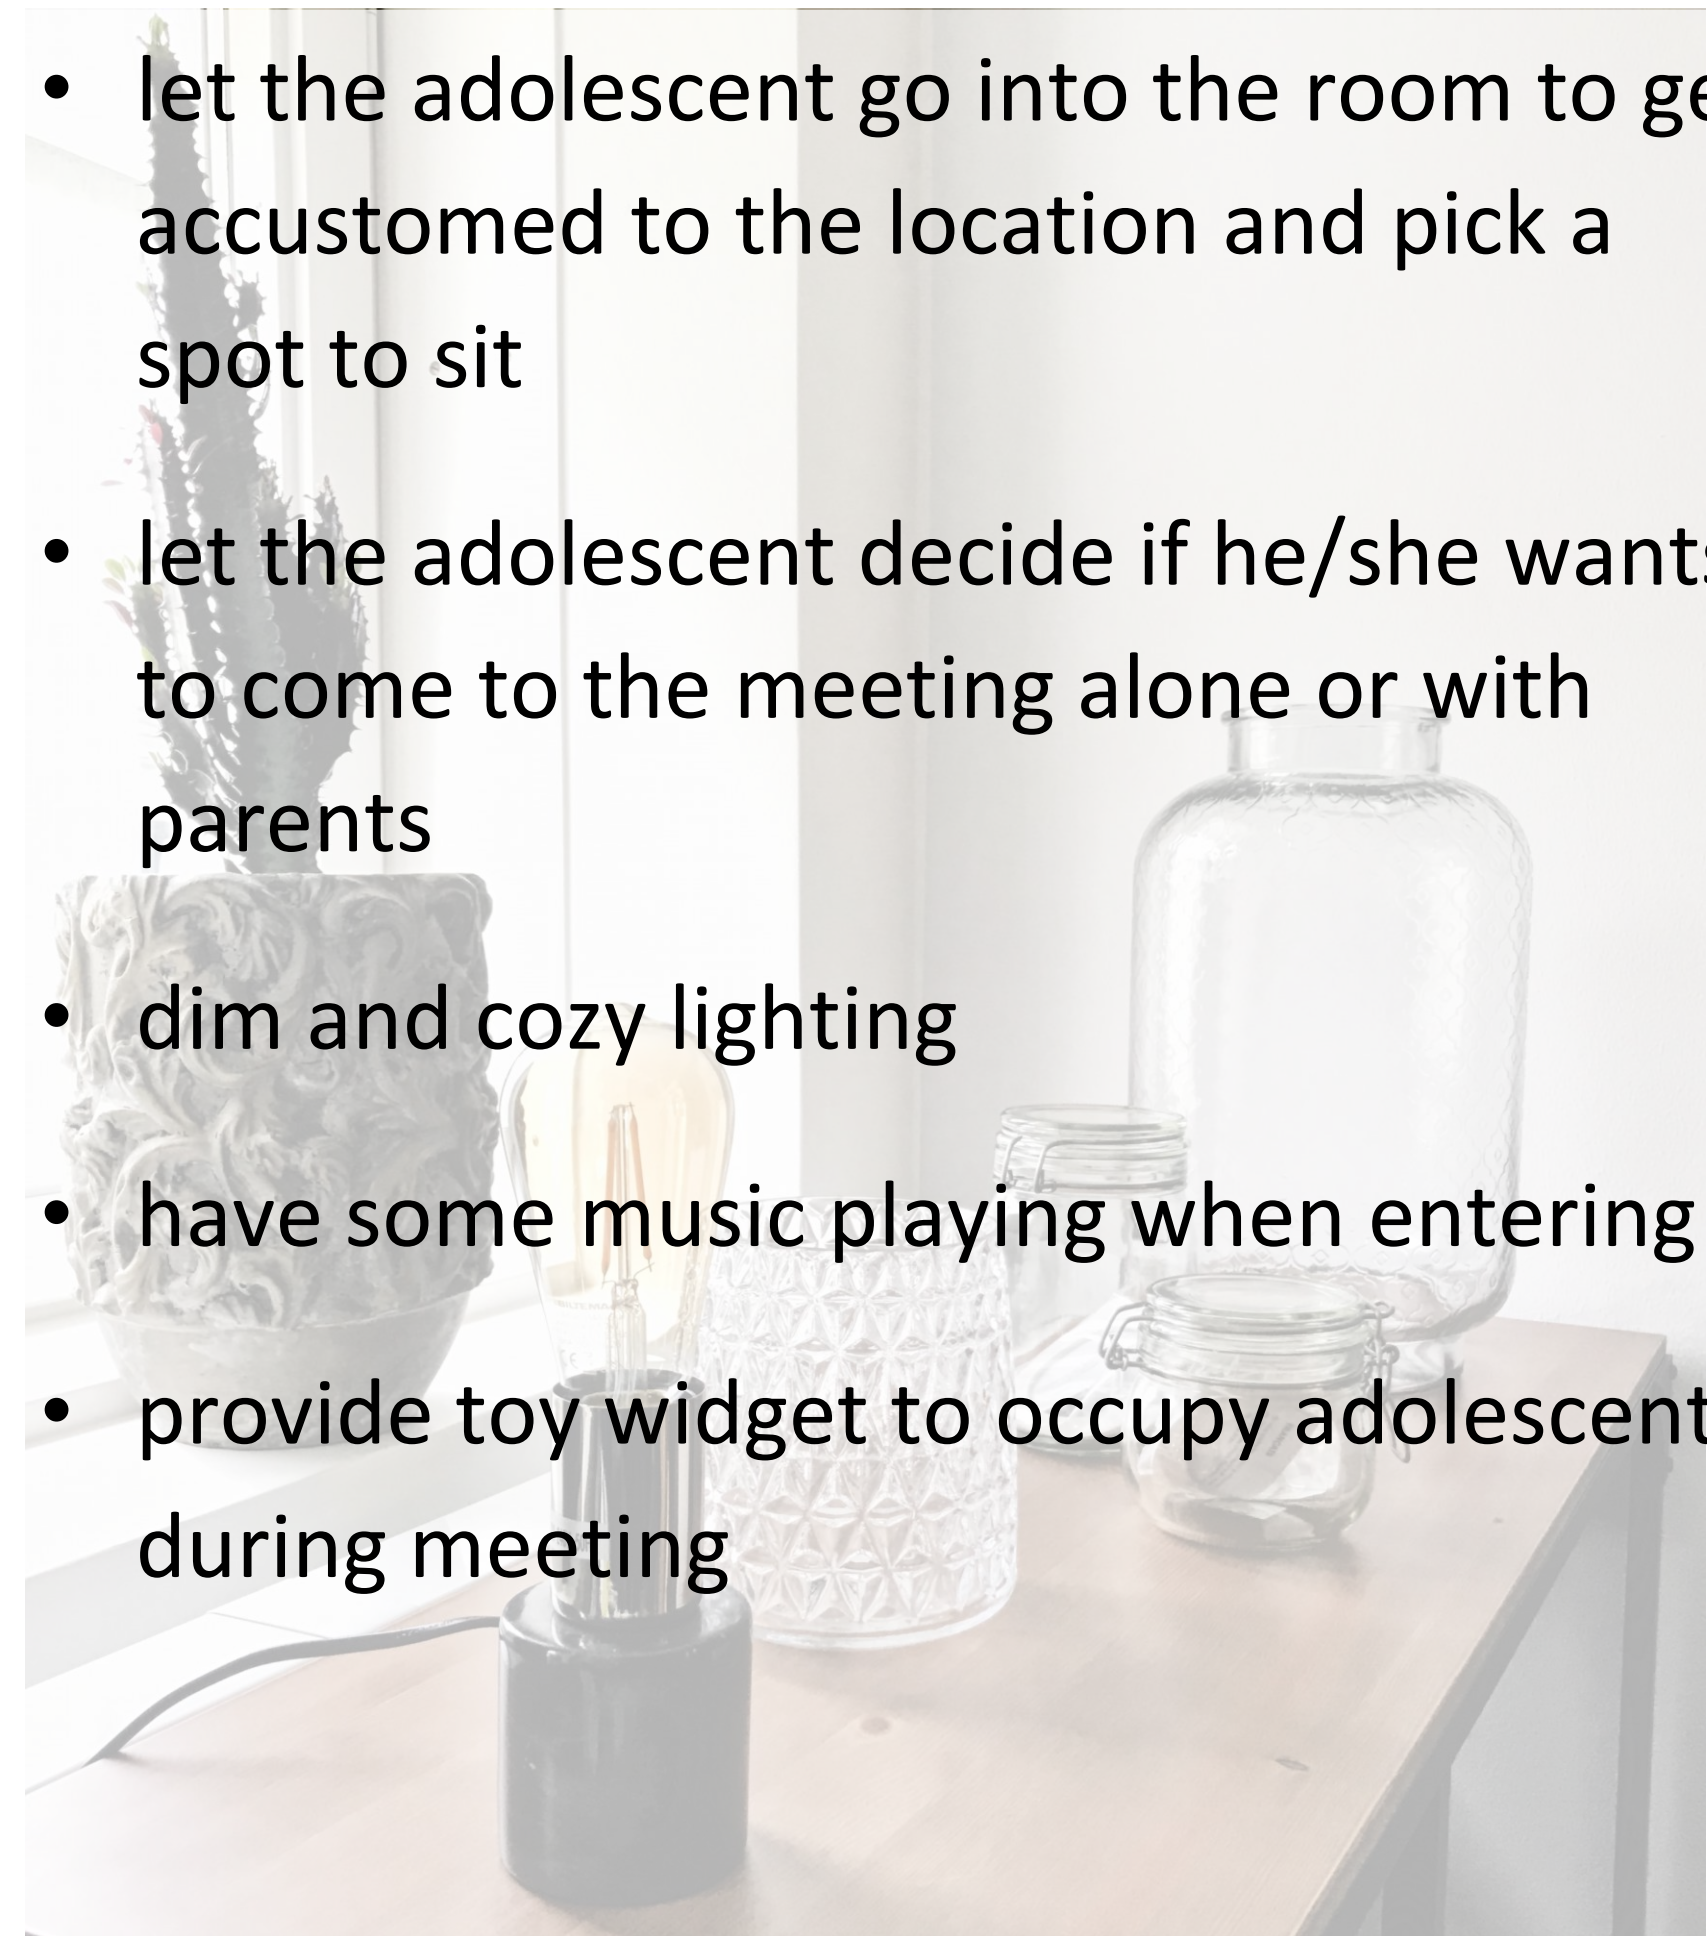 • let the adolescent go into the room to ge
accustomed to the location and pick a
spot to sit
• let the adolescent decide if he/she wants
to come to the meeting alone or with
parents
• dim and cozy lighting
• have some music playing when entering
• provide toy widget to occupy adolescent
during meeting